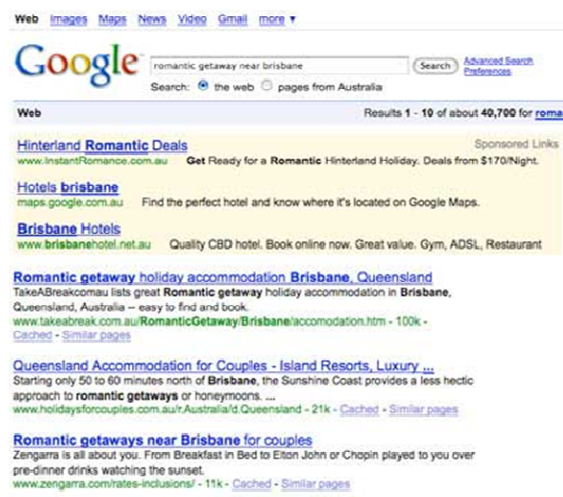 Web Images Maps News Video Gmail more ▼
Google™ romantic getaway near brisbane Search Advanced Search
Preferences
Search: the web pages from Australia
Web Results 1 - 10 of about 40,700 for roma
Hinterland Romantic Deals Sponsored Links
www.InstantRomance.com.au Get Ready for a Romantic Hinterland Holiday. Deals from $170/Night.
Hotels brisbane
maps.google.com.au Find the perfect hotel and know where it's located on Google Maps.
Brisbane Hotels
www.brisbanehotel.net.au Quality CBD hotel. Book online now. Great value. Gym, ADSL, Restaurant
Romantic getaway holiday accommodation Brisbane, Queensland
TakeABreakcomau lists great Romantic getaway holiday accommodation in Brisbane,
Queensland, Australia -- easy to find and book.
www.takeabreak.com.au/RomanticGetaway/Brisbane/accomodation.htm - 100k -
Cached - Similar pages
Queensland Accommodation for Couples - Island Resorts, Luxury ...
Starting only 50 to 60 minutes north of Brisbane, the Sunshine Coast provides a less hectic
approach to romantic getaways or honeymoons. ...
www.holidaysforcouples.com.au/r.Australia/d.Queensland - 21k - Cached - Similar pages
Romantic getaways near Brisbane for couples
Zengarra is all about you. From Breakfast in Bed to Elton John or Chopin played to you over
pre-dinner drinks watching the sunset.
www.zengarra.com/rates-inclusions/ - 11k - Cached - Similar pages